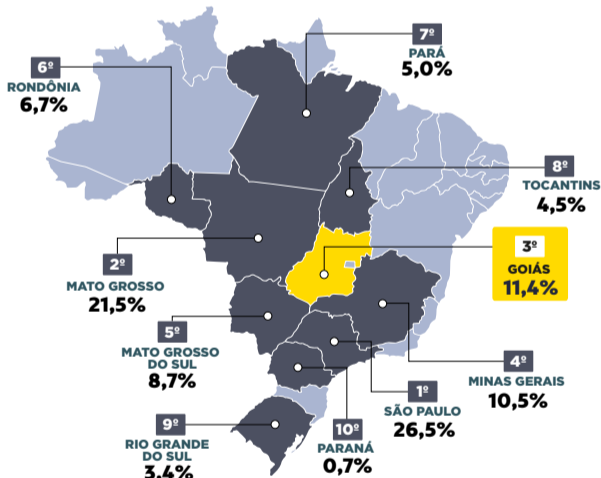 7º
PARÁ
5,0%
6º
RONDÔNIA
6,7%
8º
TOCANTINS
4,5%
3º
GOIÁS
11,4%
2º
MATO GROSSO
21,5%
5º
MATO GROSSO
DO SUL
8,7%
4º
MINAS GERAIS
10,5%
1º
SÃO PAULO
26,5%
9º
RIO GRANDE
DO SUL
3,4%
10º
PARANÁ
0,7%